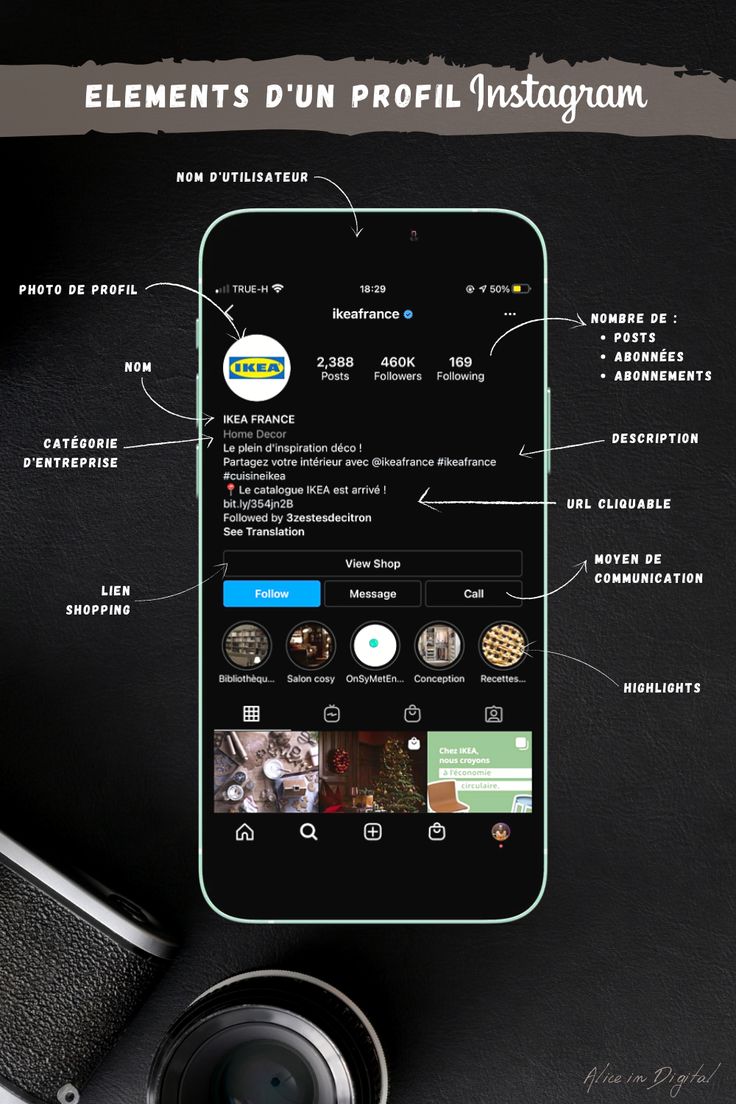 ELEMENTS D'UN PROFIL Instagram
NOM D'UTILISATEUR
PHOTO DE PROFIL
NOM
CATÉGORIE
D'ENTREPRISE
LIEN
SHOPPING
NOMBRE DE :
• POSTS
• ABONNÉES
• ABONNEMENTS
DESCRIPTION
URL CLIQUABLE
MOYEN DE
COMMUNICATION
HIGHLIGHTS
TRUE-H 18:29 50%
ikeafrance
IKEA
2,388 460K 169
Posts Followers Following
IKEA FRANCE
Home Decor
Le plein d'inspiration déco !
Partagez votre intérieur avec @ikeafrance #ikeafrance
#cuisineikea
📍 Le catalogue IKEA est arrivé !
bit.ly/354jn2B
Followed by 3zestesdecitron
See Translation
View Shop
Follow Message Call
Bibliothèqu... Salon cosy OnSyMetEn... Conception Recettes...
Chez IKEA,
nous croyons
à l'économie
circulaire.
Alice in Digital